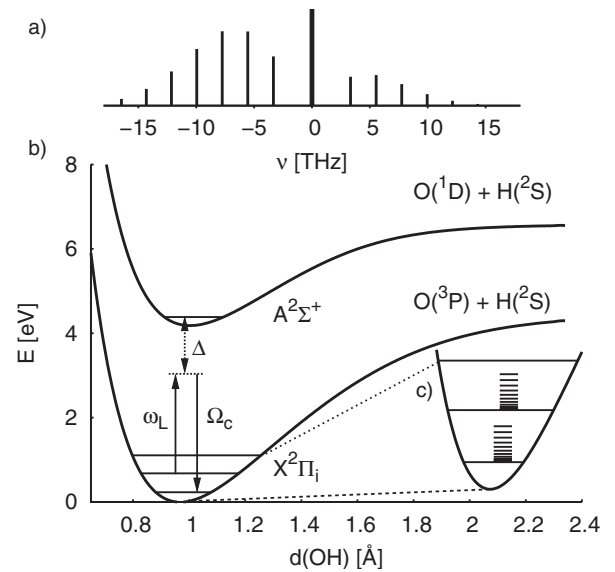 a)
−15 −10 −5 0 5 10 15
ν [THz]
b)
8
6
4
2
0
E [eV]
O(¹D) + H(²S)
A²Σ⁺
O(³P) + H(²S)
Δ
ω_L
Ω_c
X²Π_i
c)
0.8 1 1.2 1.4 1.6 1.8 2 2.2 2.4
d(OH) [Å]